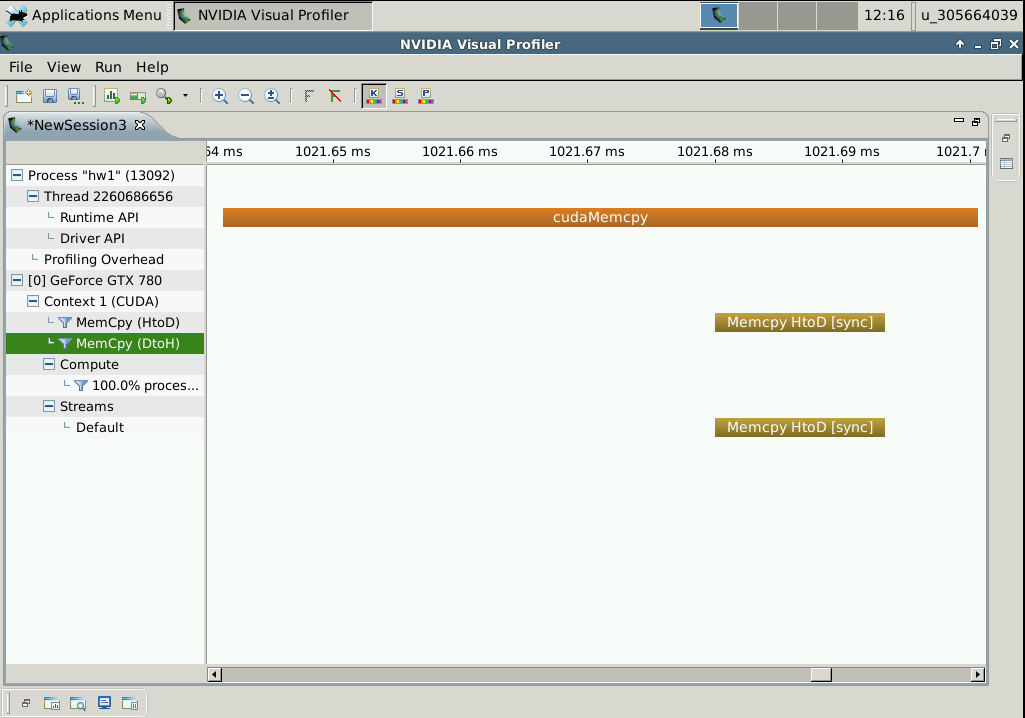 Applications Menu NVIDIA Visual Profiler 12:16 u_305664039
NVIDIA Visual Profiler
File View Run Help
*NewSession3
54 ms 1021.65 ms 1021.66 ms 1021.67 ms 1021.68 ms 1021.69 ms 1021.7
Process "hw1" (13092)
Thread 2260686656
Runtime API cudaMemcpy
Driver API
Profiling Overhead
[0] GeForce GTX 780
Context 1 (CUDA)
MemCpy (HtoD) Memcpy HtoD [sync]
MemCpy (DtoH)
Compute
100.0% proces...
Streams
Default Memcpy HtoD [sync]